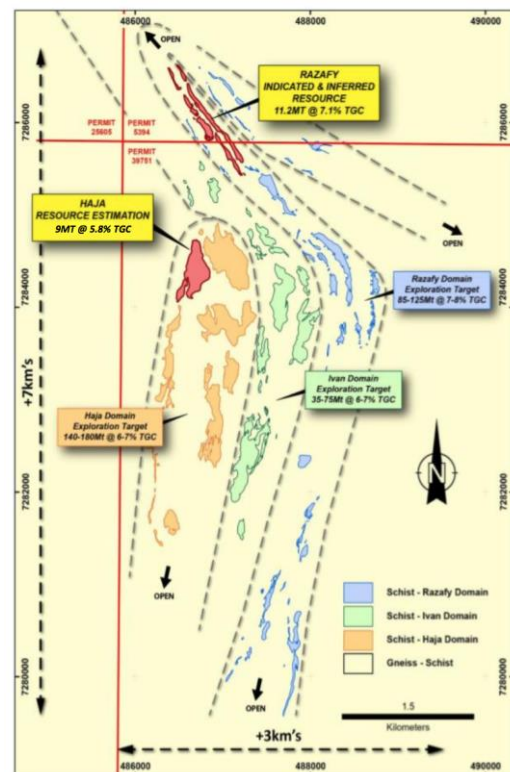 486000
488000
490000
OPEN
RAZAFY
INDICATED & INFERRED
RESOURCE
11.2MT @ 7.1% TGC
7286000
7286000
PERMIT
25605
PERMIT
5394
PERMIT
39751
HAJA
RESOURCE ESTIMATION
9MT @ 5.8% TGC
OPEN
Razafy Domain
Exploration Target
85-125Mt @ 7-8% TGC
7284000
7284000
+7km's
Ivan Domain
Exploration Target
35-75Mt @ 6-7% TGC
Haja Domain
Exploration Target
140-180Mt @ 6-7% TGC
N
7282000
7282000
OPEN
Schist - Razafy Domain
Schist - Ivan Domain
Schist - Haja Domain
Gneiss - Schist
7280000
7280000
OPEN
1.5
Kilometers
+3km's
486000
488000
490000